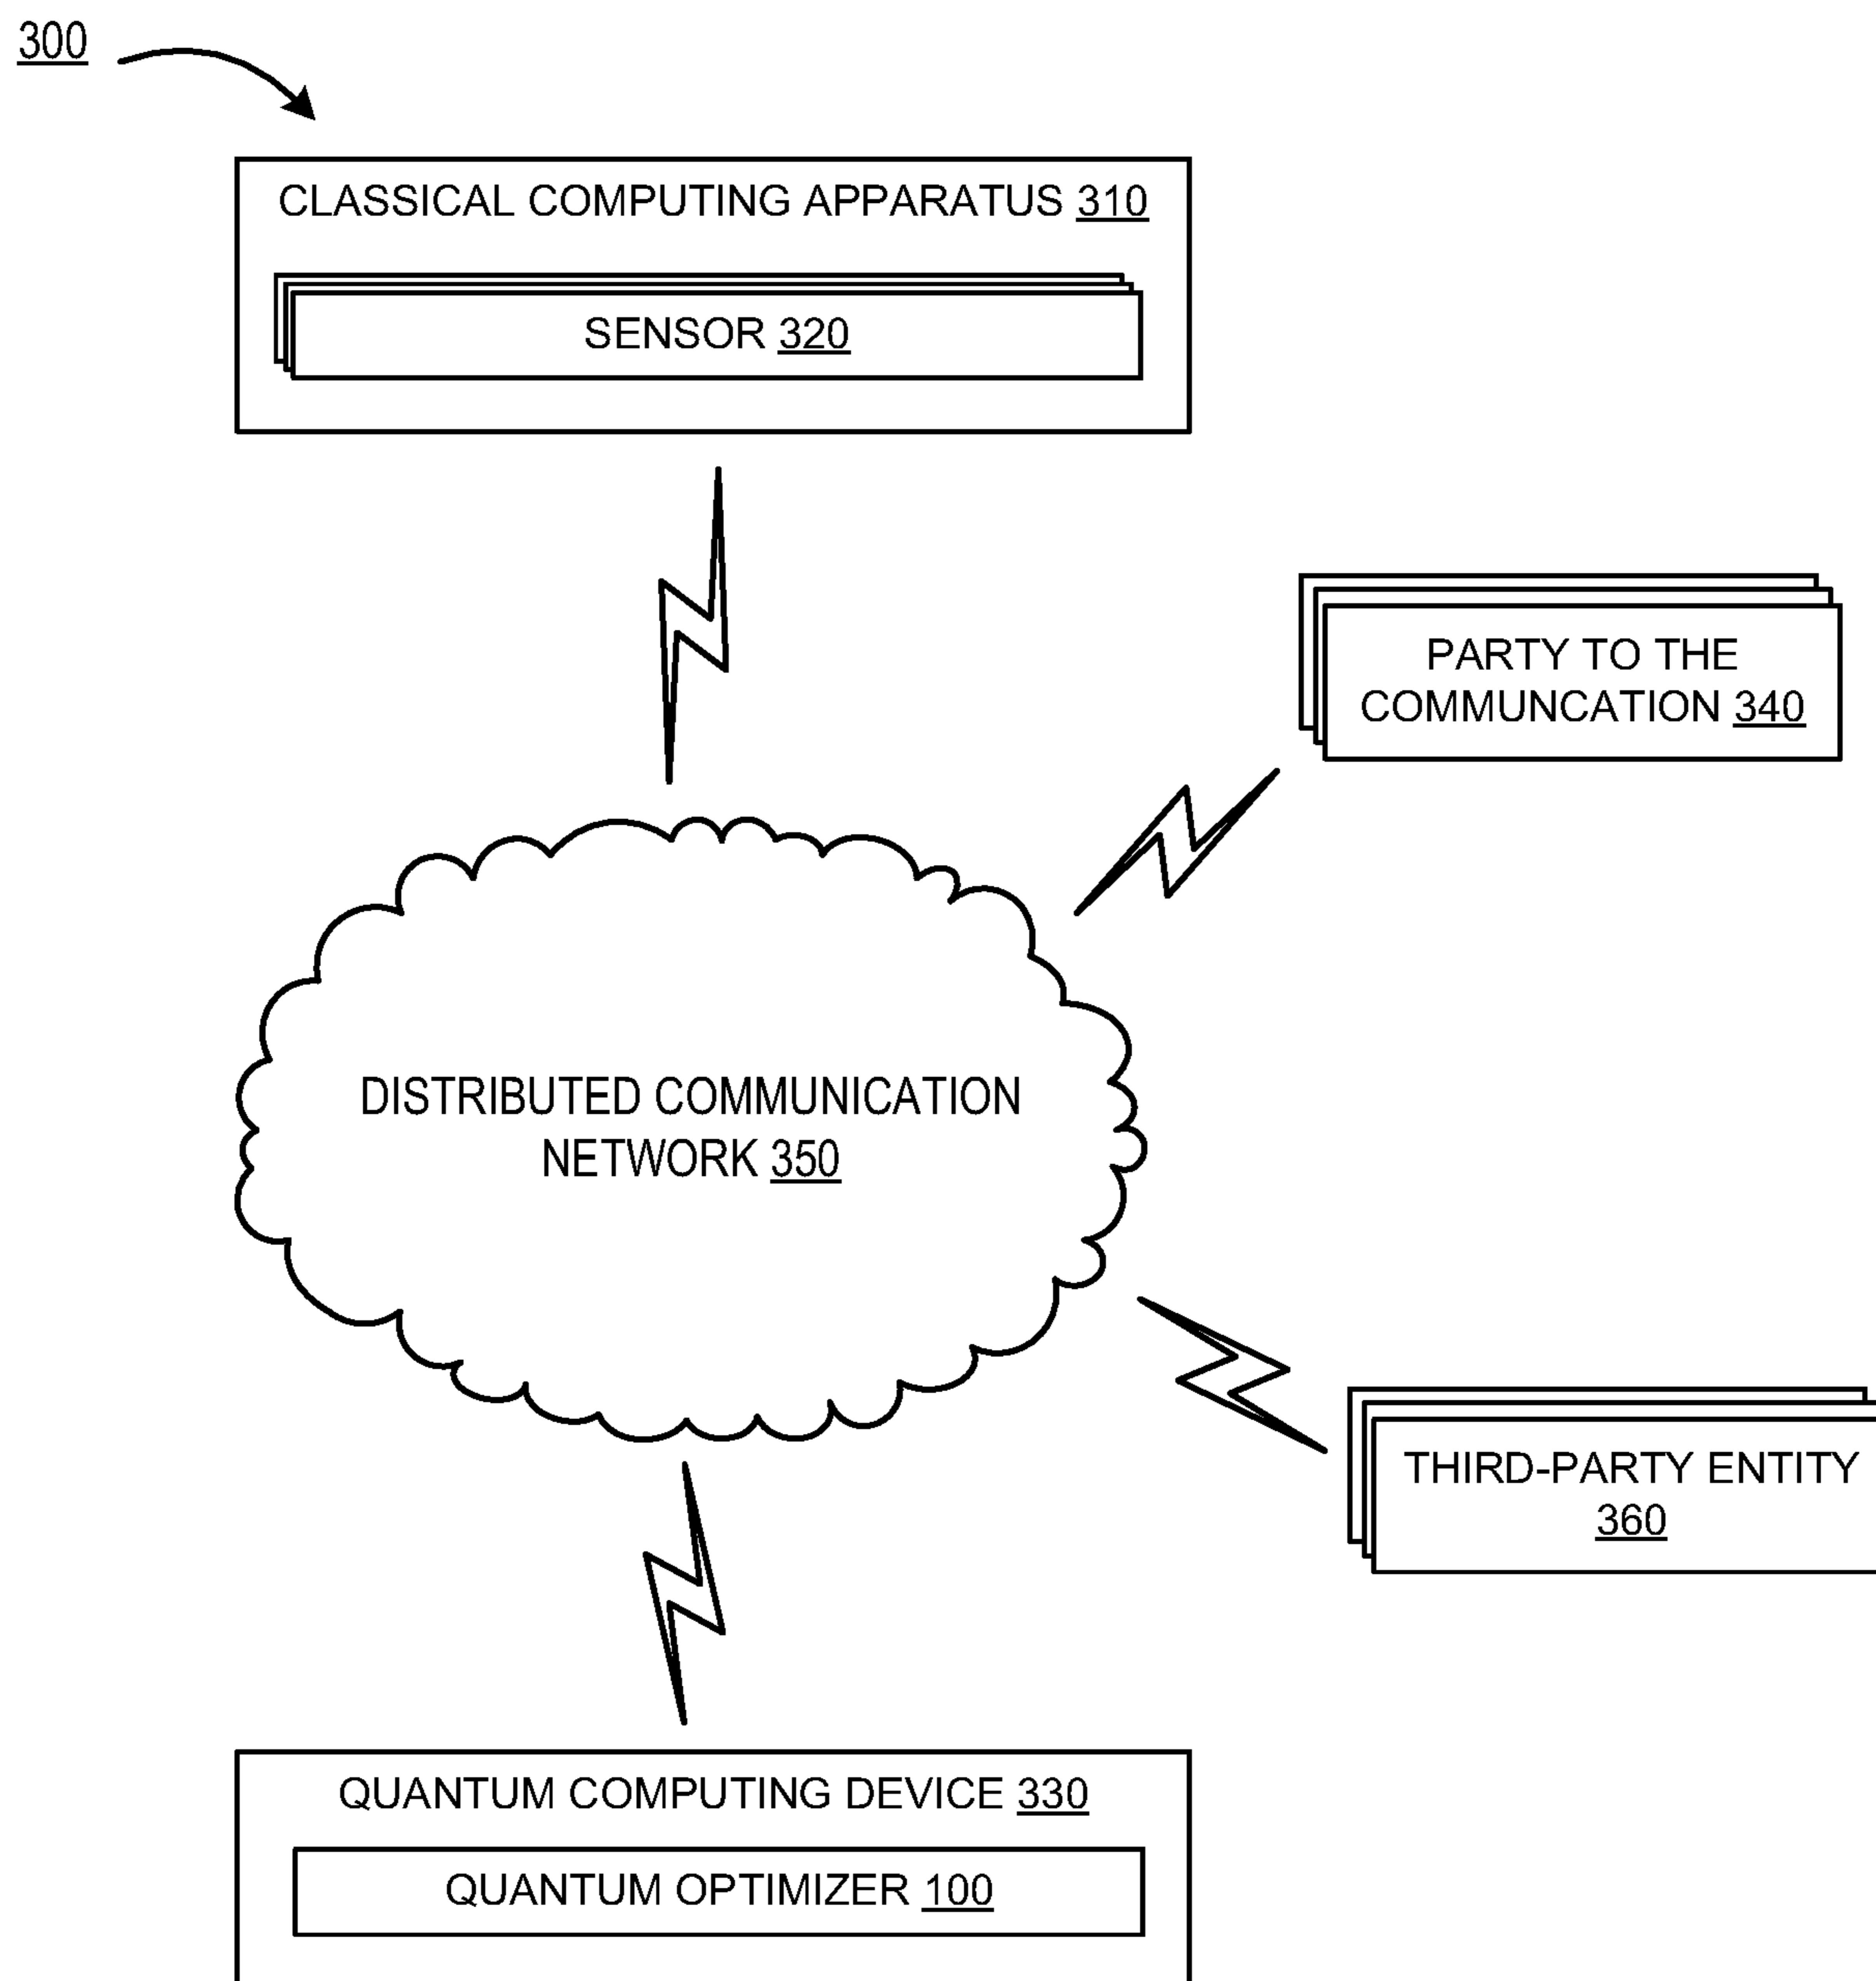 300
CLASSICAL COMPUTING APPARATUS 310
SENSOR 320
PARTY TO THE
COMMUNCATION 340
DISTRIBUTED COMMUNICATION
NETWORK 350
THIRD-PARTY ENTITY
360
QUANTUM COMPUTING DEVICE 330
QUANTUM OPTIMIZER 100